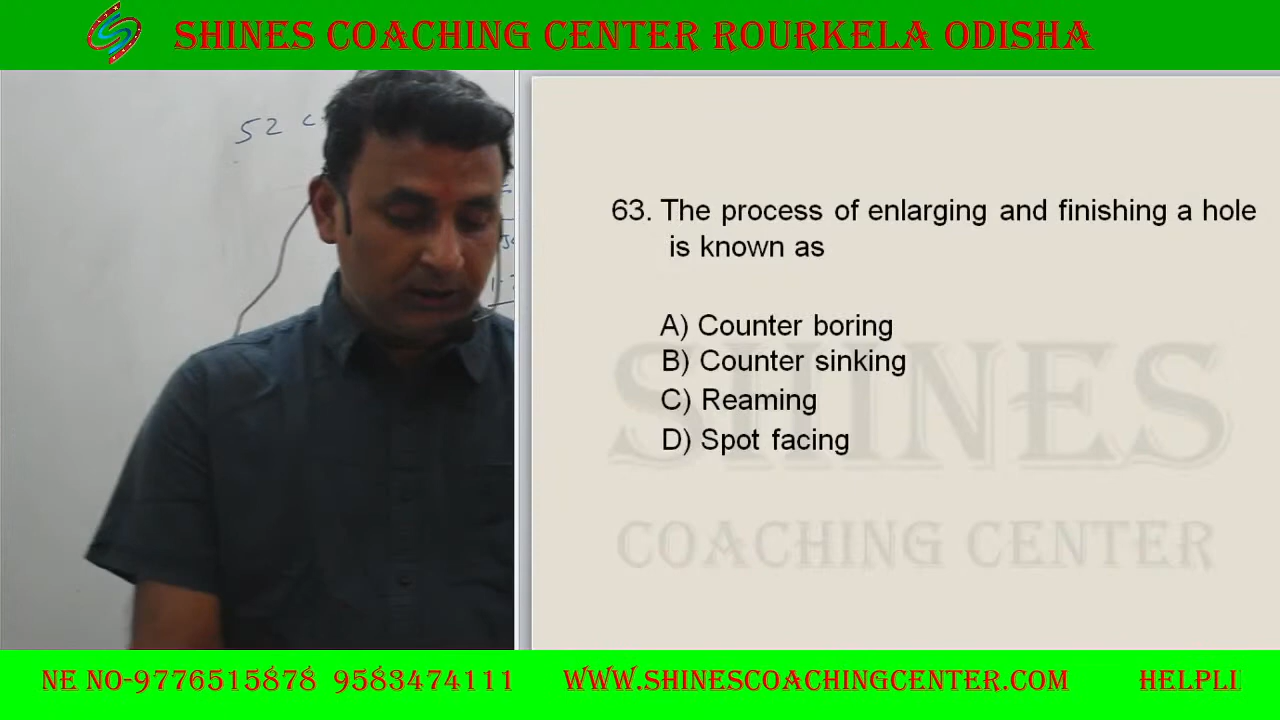 SHINES COACHING CENTER ROURKELA ODISHA
52
63. The process of enlarging and finishing a hole
is known as
A) Counter boring
B) Counter sinking
C) Reaming
D) Spot facing
SHINES
COACHING CENTER
NE NO-9776515878 9583474111 WWW.SHINESCOACHINGCENTER.COM HELPLI